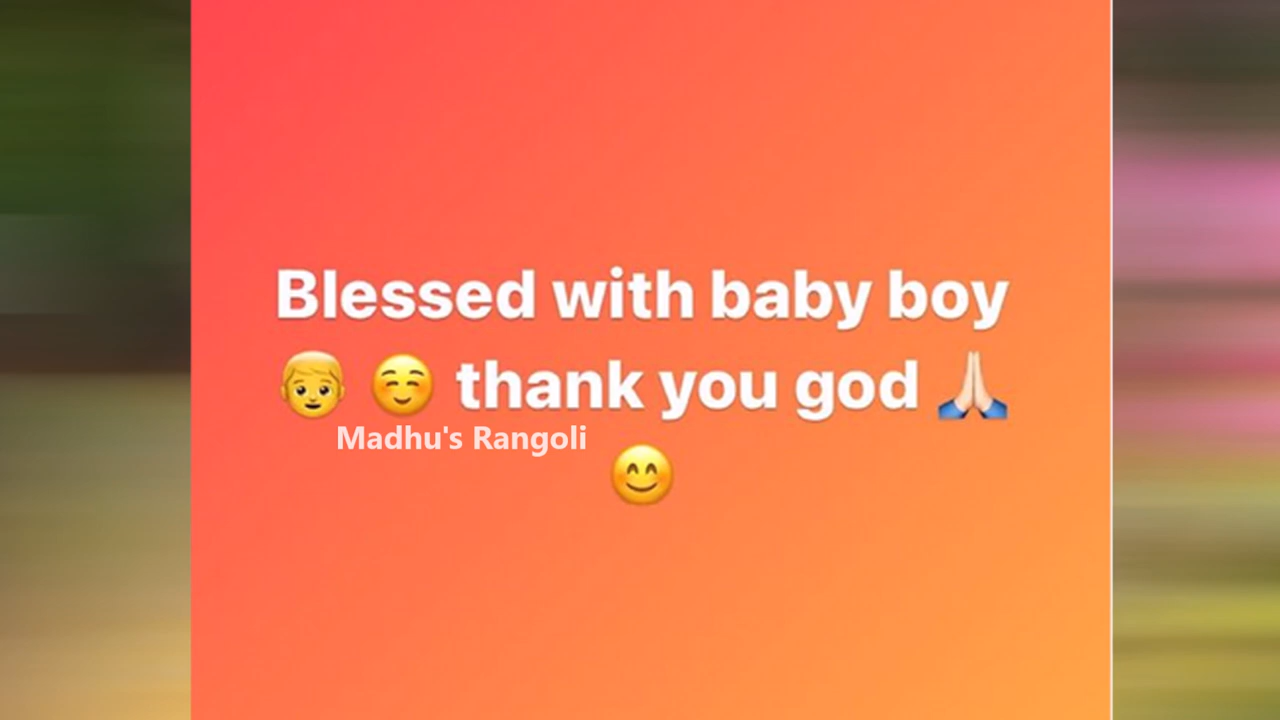 Blessed with baby boy
👦 ☺️ thank you god 🙏🏻
Madhu's Rangoli
😊